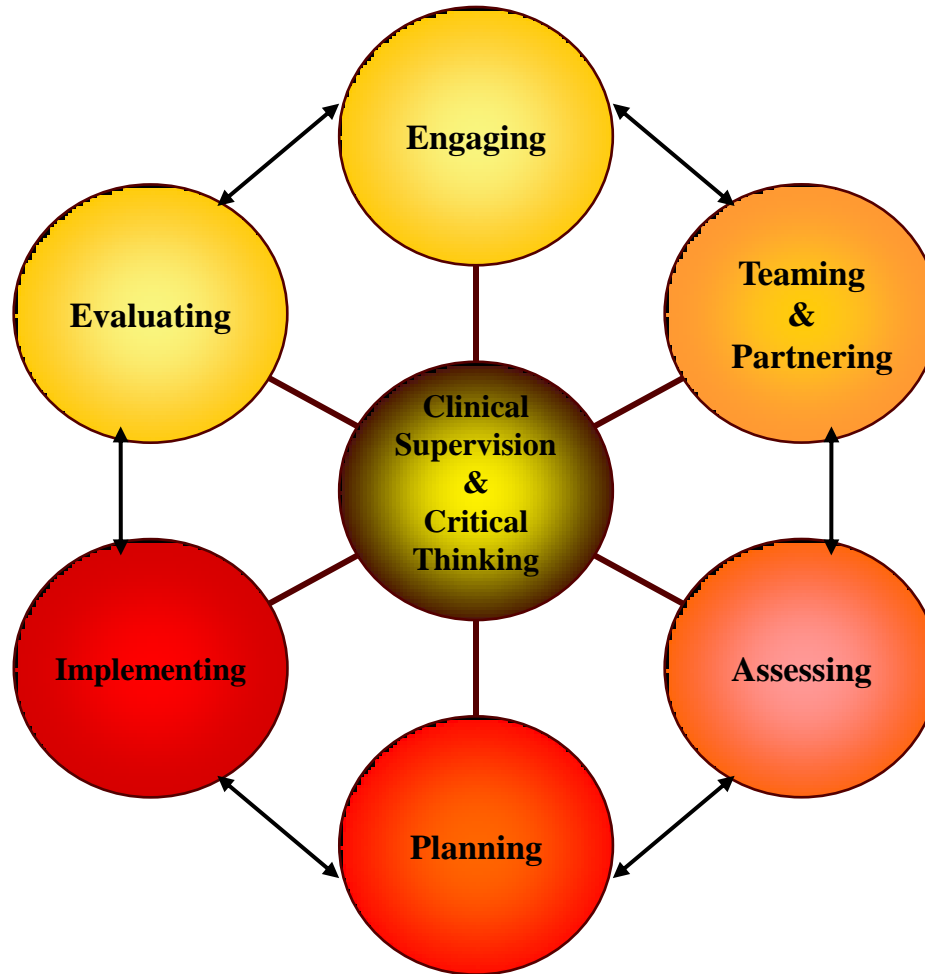 Engaging
Teaming
&
Partnering
Evaluating
Clinical
Supervision
&
Critical
Thinking
Implementing
Assessing
Planning